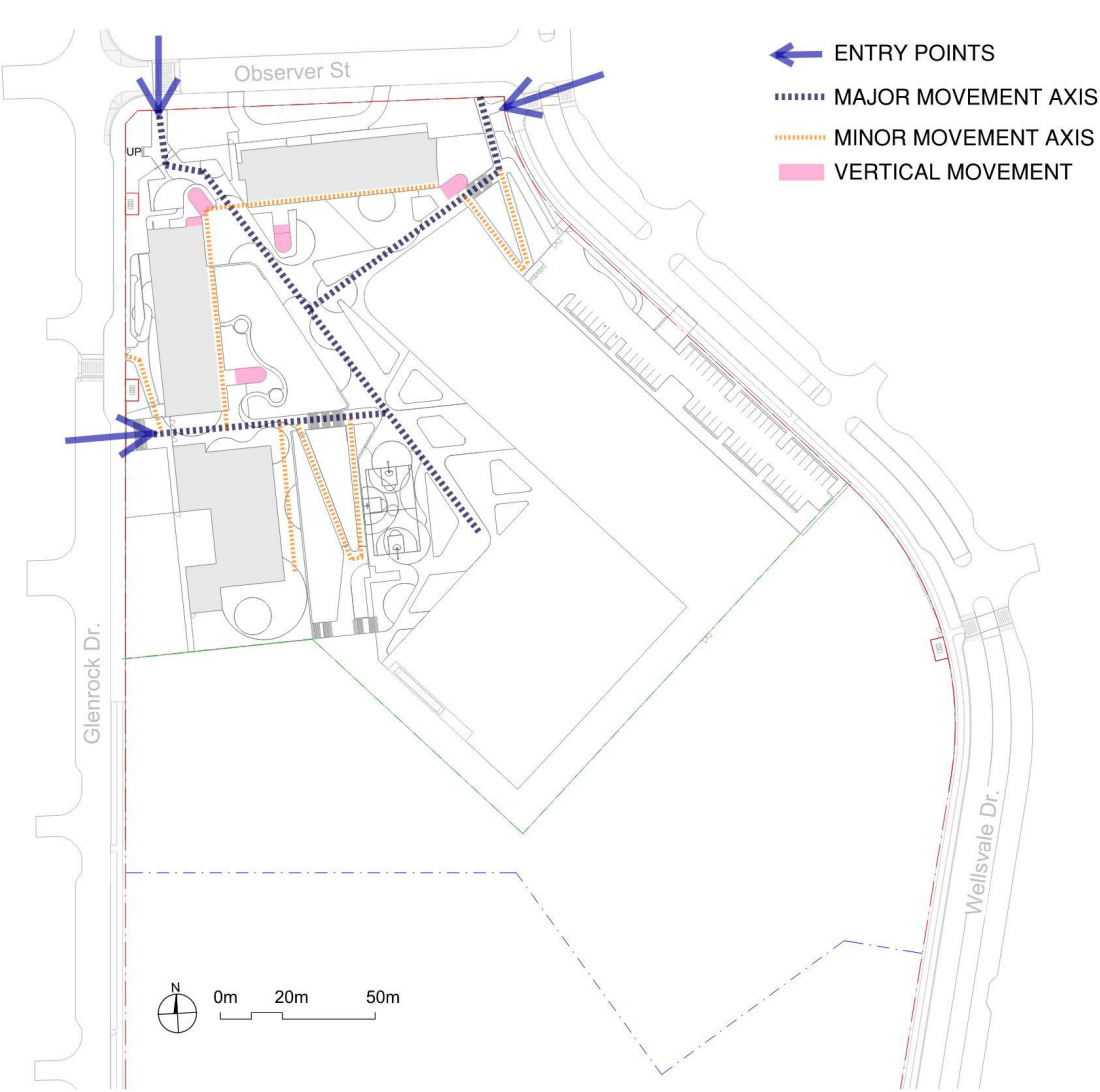 ENTRY POINTS
MAJOR MOVEMENT AXIS
MINOR MOVEMENT AXIS
VERTICAL MOVEMENT
Observer St
UP
Glenrock Dr.
Wellsvale Dr.
N
0m 20m 50m